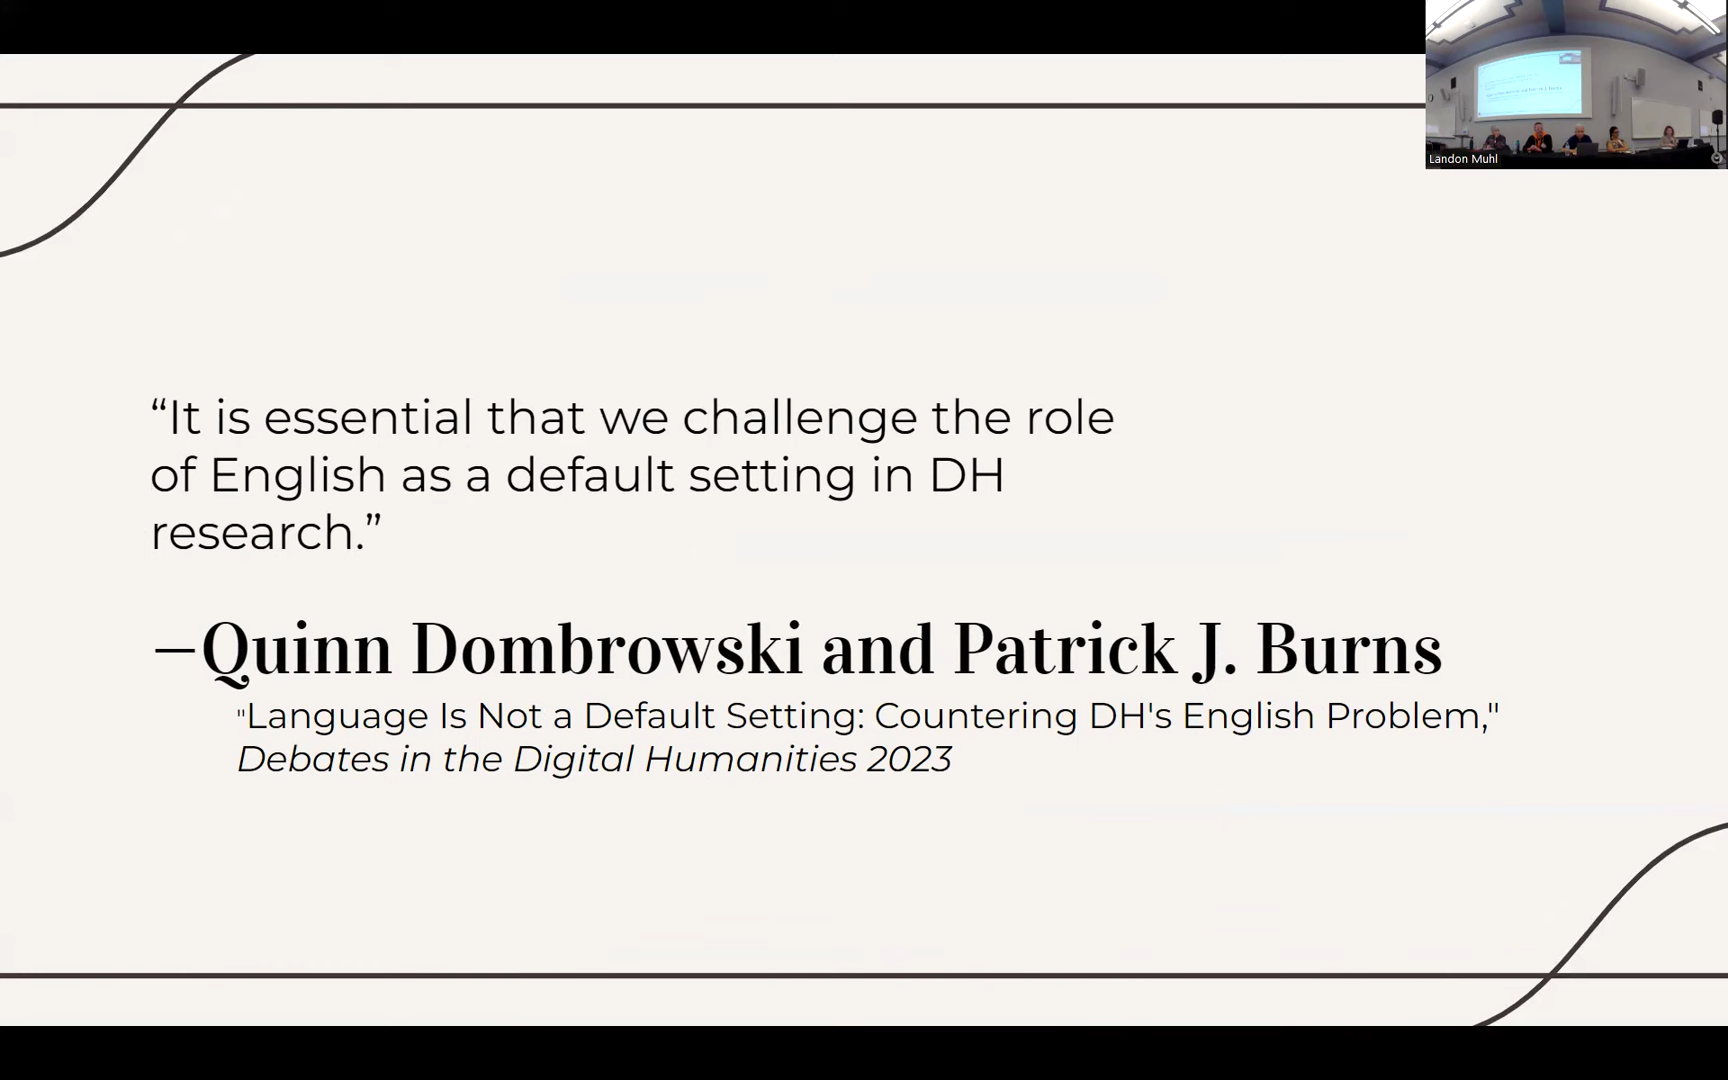 Landon Muhl
“It is essential that we challenge the role
of English as a default setting in DH
research.”
—Quinn Dombrowski and Patrick J. Burns
"Language Is Not a Default Setting: Countering DH's English Problem,"
Debates in the Digital Humanities 2023